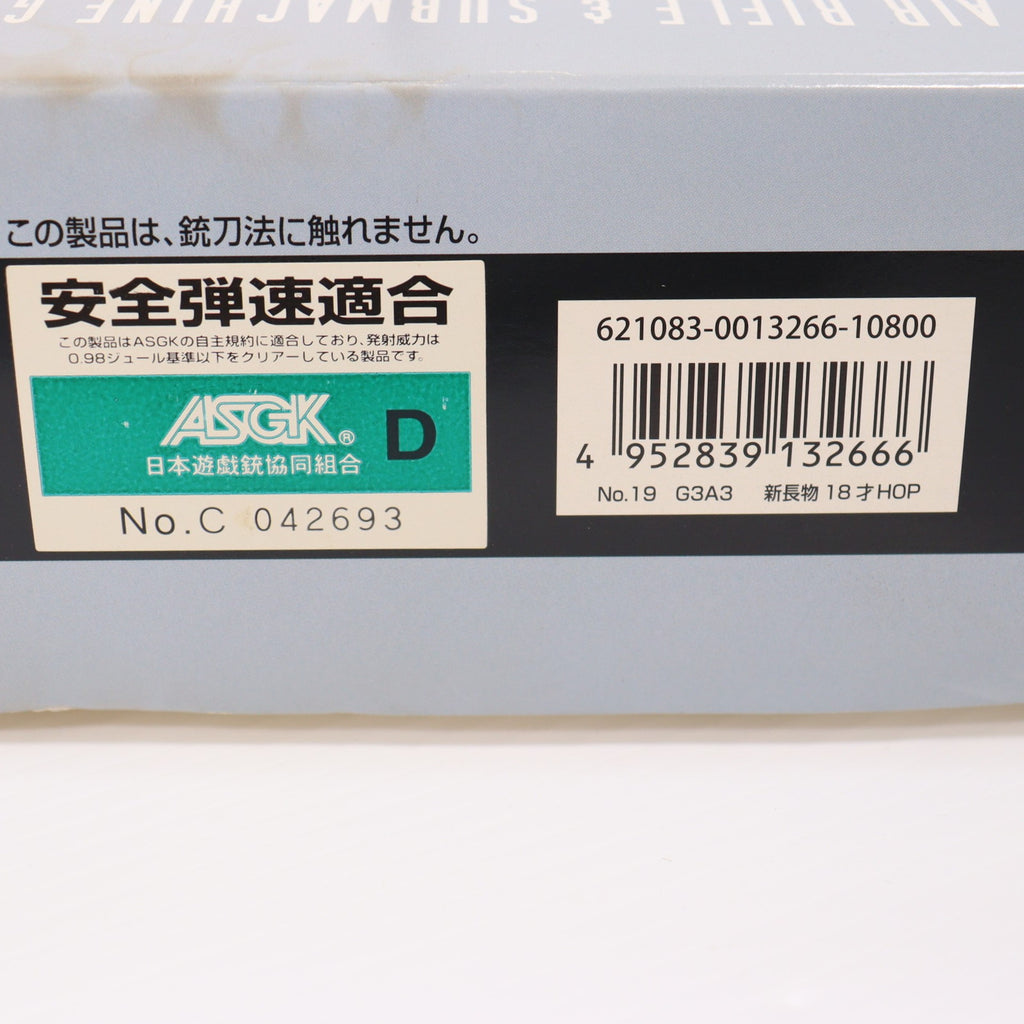 AIR RIFLE & SUBMACHINE G
この製品は、銃刀法に触れません。
安全弾速適合
この製品はASGKの自主規約に適合しており、発射威力は
0.98ジュール基準以下をクリアーしている製品です。
ASGK® D
日本遊戯銃協同組合
No.C 042693
621083-0013266-10800
4 952839 132666
No.19 G3A3 新長物 18才HOP